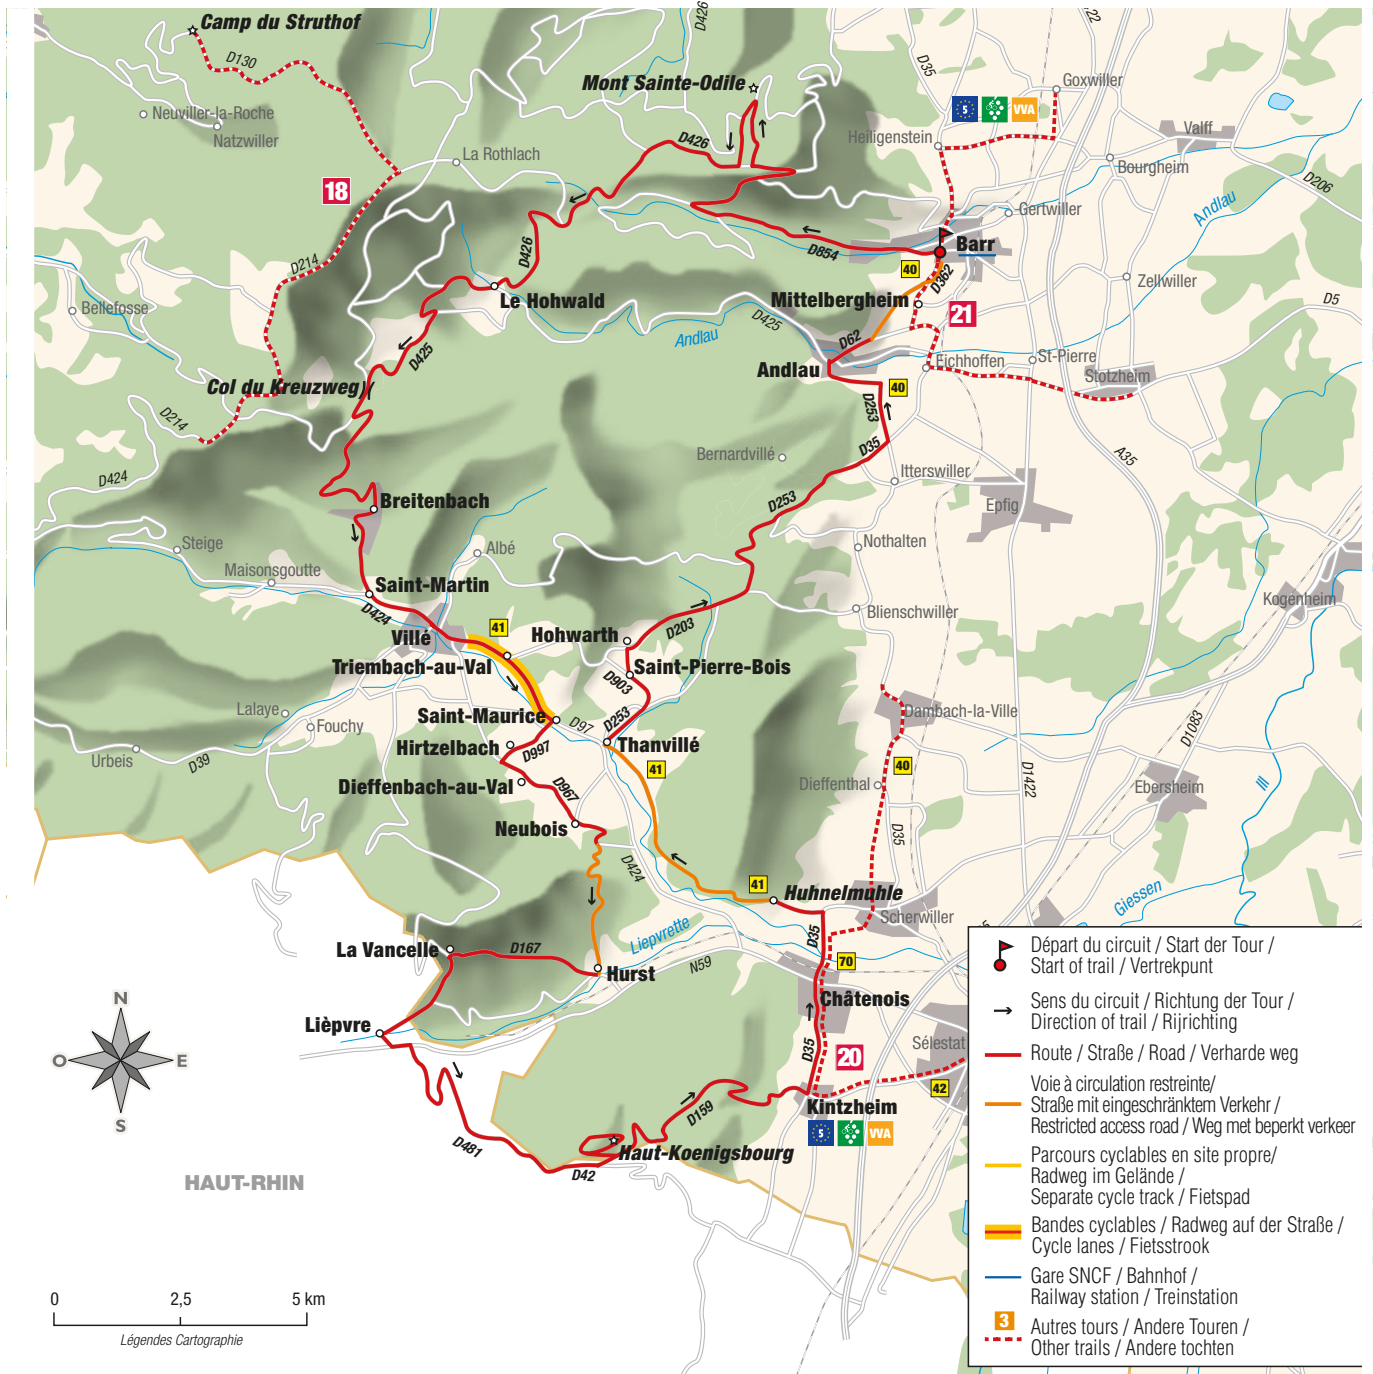 Camp du Struthof
D130
D426
D422
D35
Goxwiller
Mont Sainte-Odile
5
VVA
Neuviller-la-Roche
Natzwiller
Heiligenstein
Valff
La Rothlach
D426
Bourgheim
D206
18
Andlau
Gertwiller
D214
D426
D854
Barr
40
D362
Zellwiller
Bellefosse
Le Hohwald
Mittelbergheim
21
D5
Andlau
D425
D62
D425
St-Pierre
Andlau
Eichhoffen
Stotzheim
Col du Kreuzweg
40
D253
D214
D35
Bernardvillé
A35
D424
Itterswiller
Breitenbach
D253
Epfig
Steige
Albé
Nothalten
Maisonsgoutte
Saint-Martin
Kogenheim
D424
Blienschwiller
Villé
41
Hohwarth
D203
Triembach-au-Val
Saint-Pierre-Bois
D903
Lalaye
Saint-Maurice
D97
D253
Dambach-la-Ville
Fouchy
Hirtzelbach
D997
Thanvillé
D1083
Urbeis
D39
41
40
D1422
Dieffenbach-au-Val
D967
Dieffenthal
Ebersheim
Ill
Neubois
D35
D424
41
Huhnelmuhle
Giessen
Scherwiller
Liepvrette
D35
La Vancelle
D167
N59
70
Hurst
Châtenois
Lièpvre
N
O
E
S
D35
20
Sélestat
42
D159
Kintzheim
5
VVA
D481
Haut-Koenigsbourg
D42
HAUT-RHIN
0
2,5
5 km
Légendes Cartographie
Départ du circuit / Start der Tour /
Start of trail / Vertrekpunt
Sens du circuit / Richtung der Tour /
Direction of trail / Rijrichting
Route / Straße / Road / Verharde weg
Voie à circulation restreinte/
Straße mit eingeschränktem Verkehr /
Restricted access road / Weg met beperkt verkeer
Parcours cyclables en site propre/
Radweg im Gelände /
Separate cycle track / Fietspad
Bandes cyclables / Radweg auf der Straße /
Cycle lanes / Fietsstrook
Gare SNCF / Bahnhof /
Railway station / Treinstation
3
Autres tours / Andere Touren /
Other trails / Andere tochten